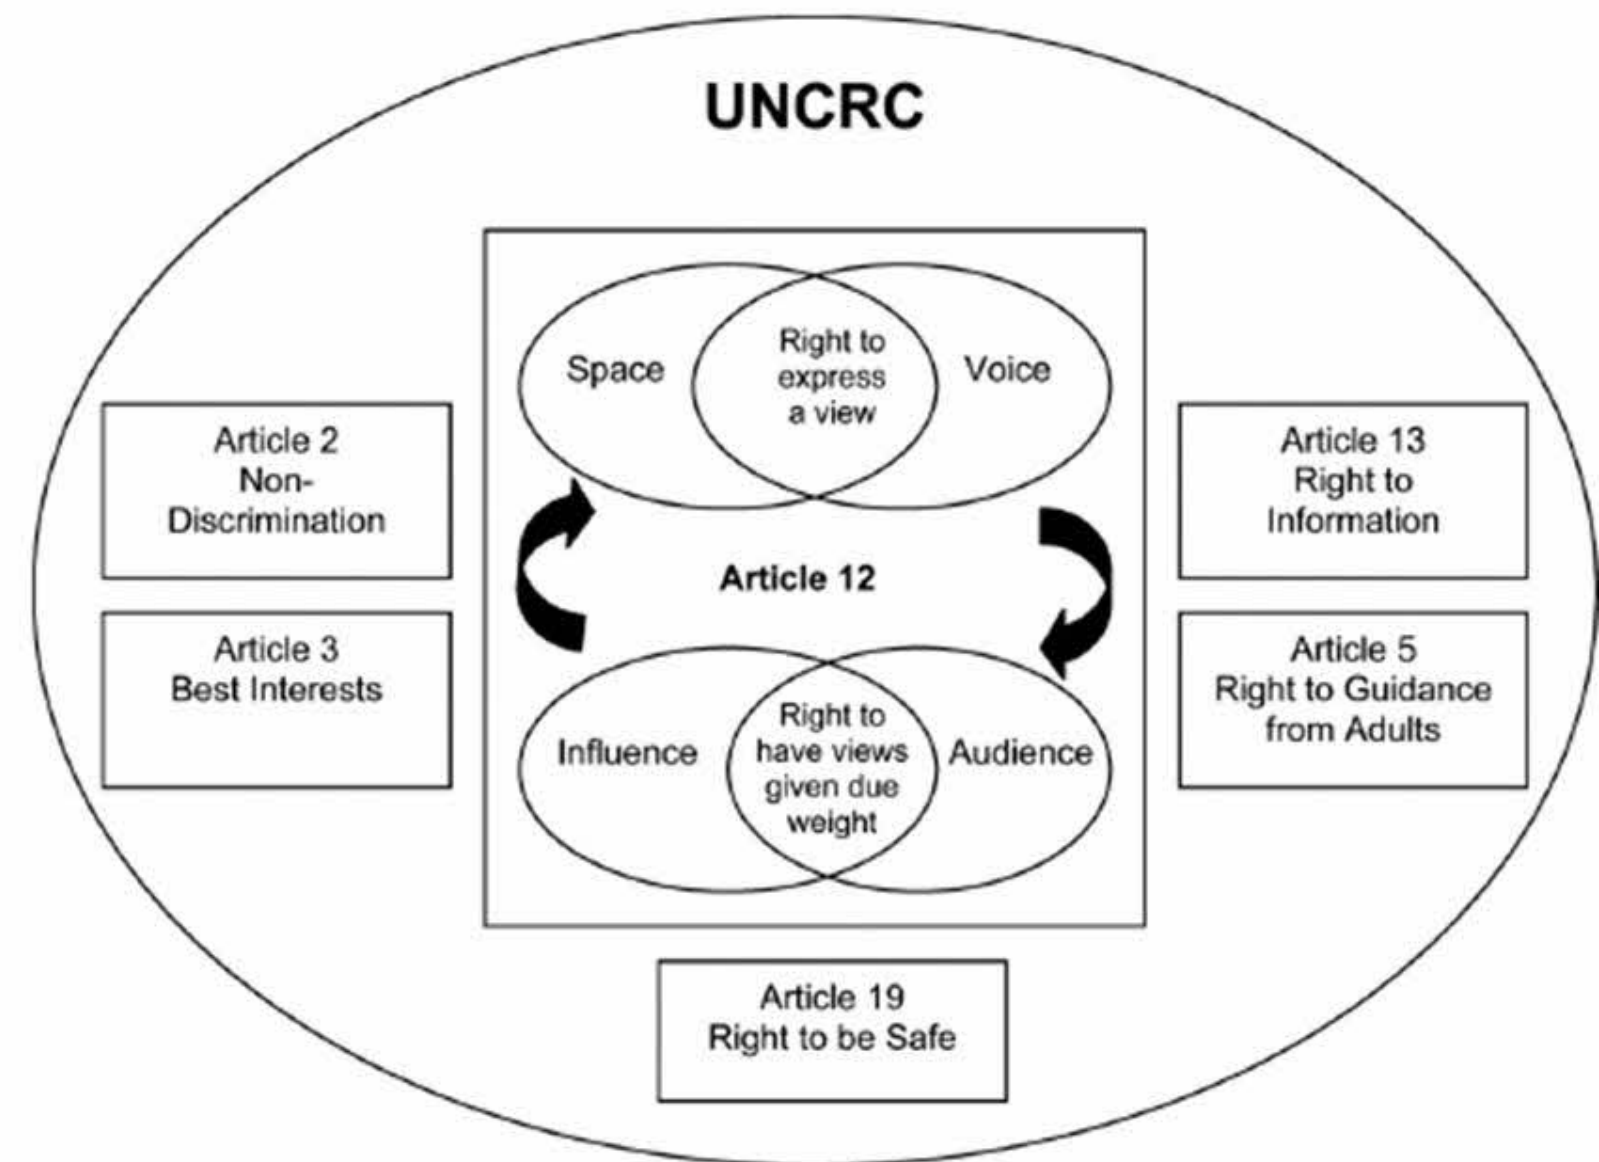 UNCRC
Space
Right to
express
a view
Voice
Article 2
Non-
Discrimination
Article 13
Right to
Information
Article 12
Article 3
Best Interests
Article 5
Right to Guidance
from Adults
Influence
Right to
have views
given due
weight
Audience
Article 19
Right to be Safe